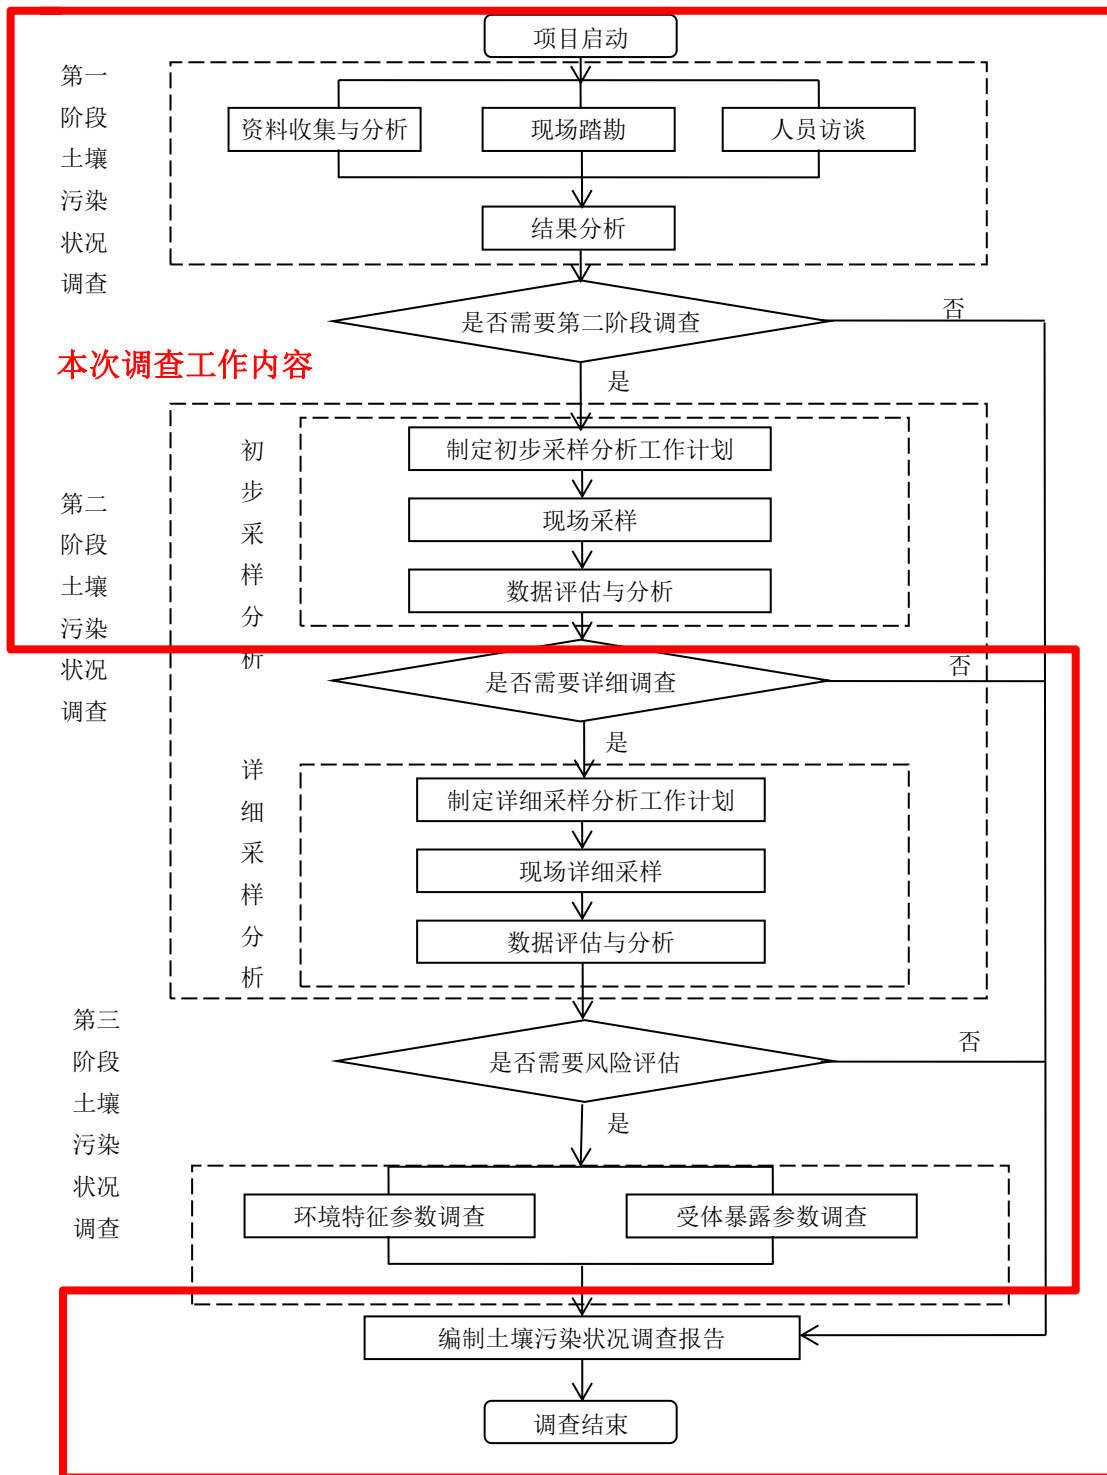 项目启动
第一
阶段
土壤
污染
状况
调查
资料收集与分析
现场踏勘
人员访谈
结果分析
是否需要第二阶段调查
否
本次调查工作内容
是
第二
阶段
土壤
污染
状况
调查
初
步
采
样
分
析
制定初步采样分析工作计划
现场采样
数据评估与分析
是否需要详细调查
否
是
详
细
采
样
分
析
制定详细采样分析工作计划
现场详细采样
数据评估与分析
第三
阶段
土壤
污染
状况
调查
是否需要风险评估
否
是
环境特征参数调查
受体暴露参数调查
编制土壤污染状况调查报告
调查结束